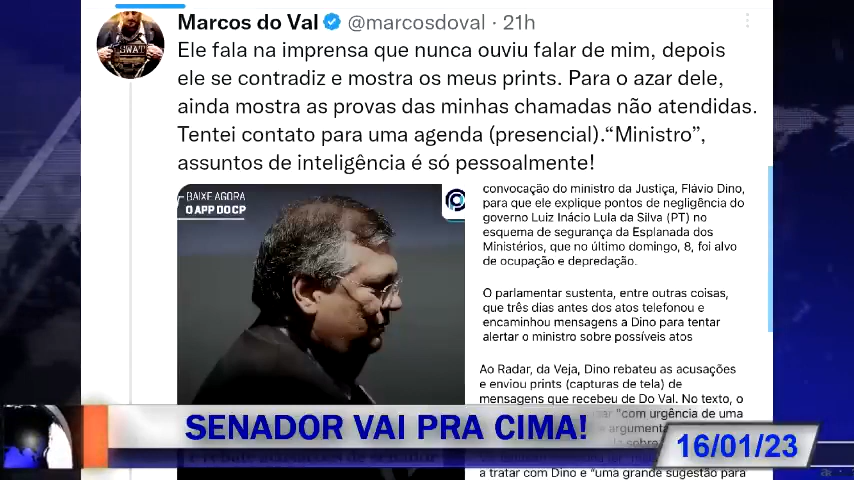 Marcos do Val @marcosdoval · 21h
Ele fala na imprensa que nunca ouviu falar de mim, depois
ele se contradiz e mostra os meus prints. Para o azar dele,
ainda mostra as provas das minhas chamadas não atendidas.
Tentei contato para uma agenda (presencial).“Ministro”,
assuntos de inteligência é só pessoalmente!
SWAT
BAIXE AGORA
O APP DO CP
convocação do ministro da Justiça, Flávio Dino,
para que ele explique pontos de negligência do
governo Luiz Inácio Lula da Silva (PT) no
esquema de segurança da Esplanada dos
Ministérios, que no último domingo, 8, foi alvo
de ocupação e depredação.
O parlamentar sustenta, entre outras coisas,
que três dias antes dos atos telefonou e
encaminhou mensagens a Dino para tentar
alertar o ministro sobre possíveis atos
Ao Radar, da Veja, Dino rebateu as acusações
e enviou prints (capturas de tela) de
mensagens que recebeu de Do Val. No texto, o
"com urgência de uma
a tratar com Dino e “uma grande sugestão para
SENADOR VAI PRA CIMA!
16/01/23